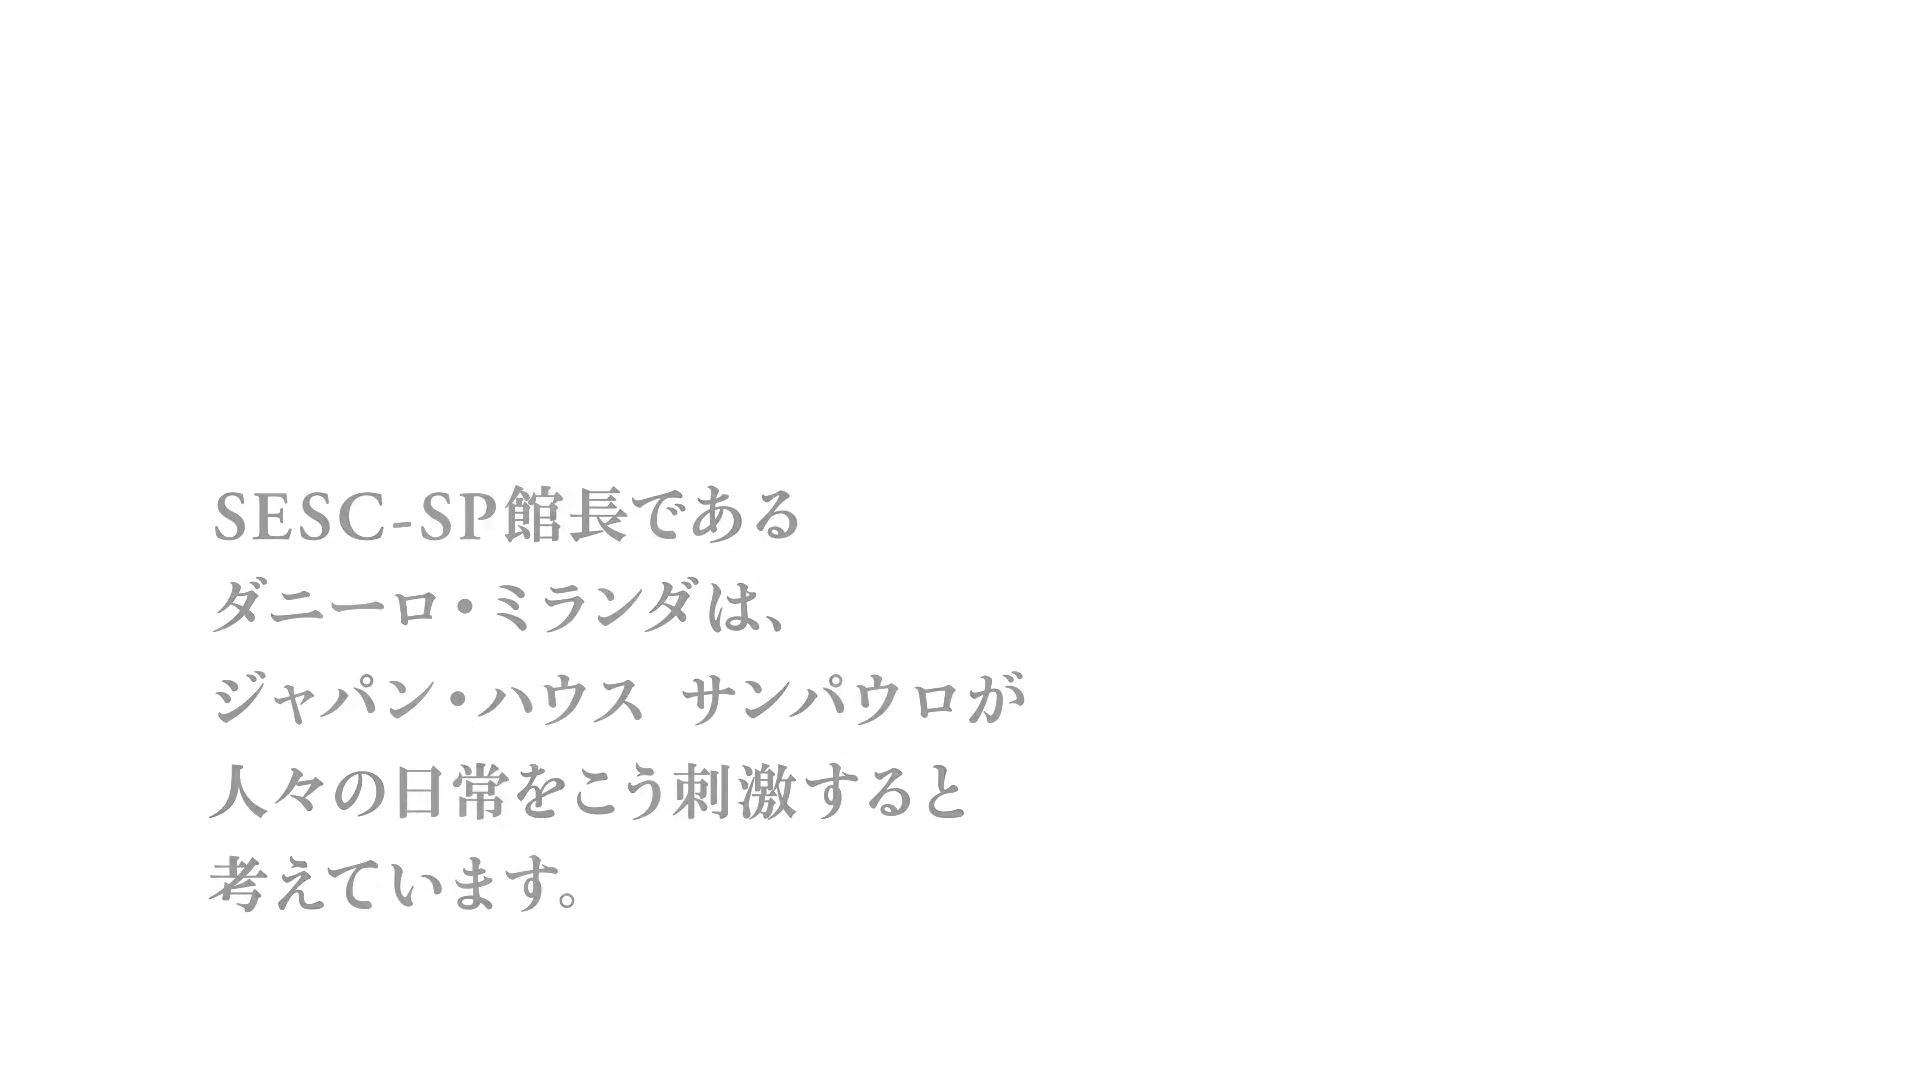 SESC-SP館長である
ダニーロ・ミランダは、
ジャパン・ハウス サンパウロが
人々の日常をこう刺激すると
考えています。